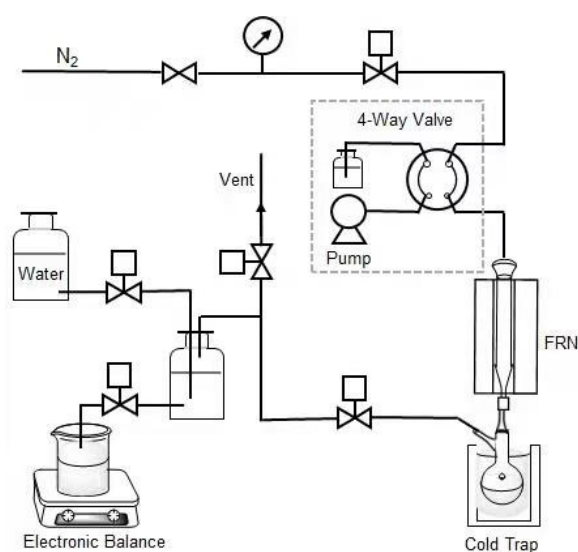 N2
4-Way Valve
Vent
Pump
Water
FRN
Electronic Balance
Cold Trap